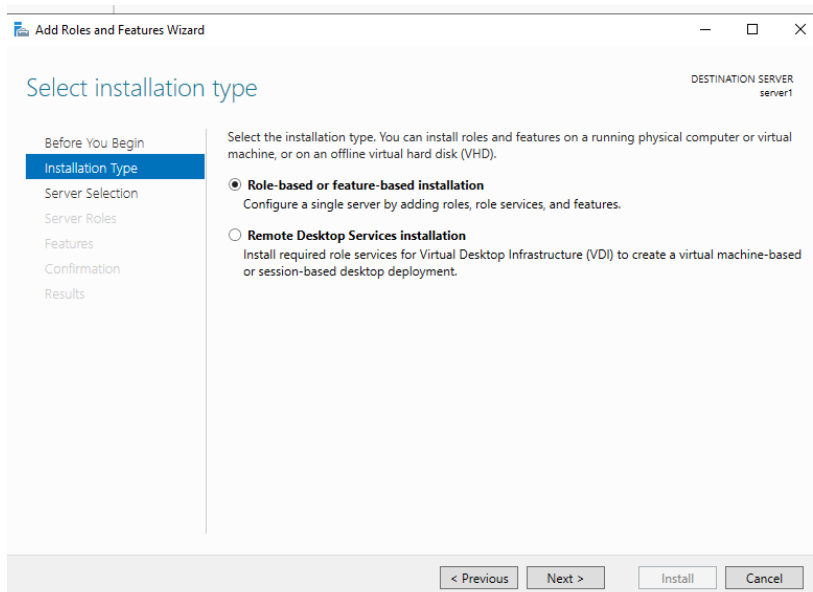 Add Roles and Features Wizard
Select installation type
DESTINATION SERVER
server1
Before You Begin
Installation Type
Server Selection
Server Roles
Features
Confirmation
Results
Select the installation type. You can install roles and features on a running physical computer or virtual
machine, or on an offline virtual hard disk (VHD).
Role-based or feature-based installation
Configure a single server by adding roles, role services, and features.
Remote Desktop Services installation
Install required role services for Virtual Desktop Infrastructure (VDI) to create a virtual machine-based
or session-based desktop deployment.
< Previous
Next >
Install
Cancel